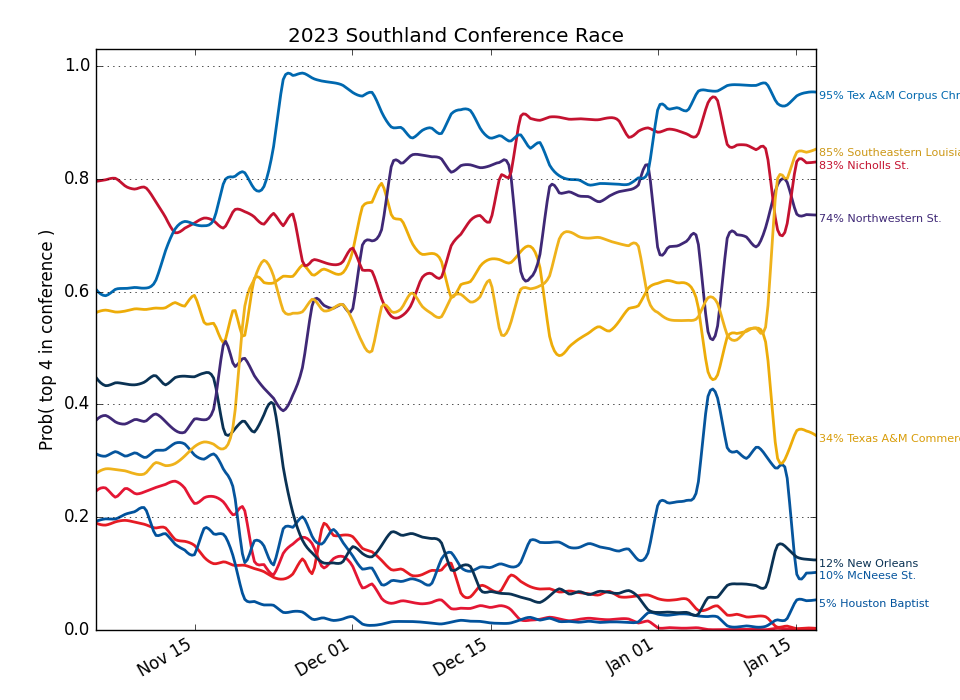 2023 Southland Conference Race
Prob( top 4 in conference )
1.0
0.8
0.6
0.4
0.2
0.0
Nov 15
Dec 01
Dec 15
Jan 01
Jan 15
95% Tex A&M Corpus Chr
85% Southeastern Louisia
83% Nicholls St.
74% Northwestern St.
34% Texas A&M Commerc
12% New Orleans
10% McNeese St.
5% Houston Baptist